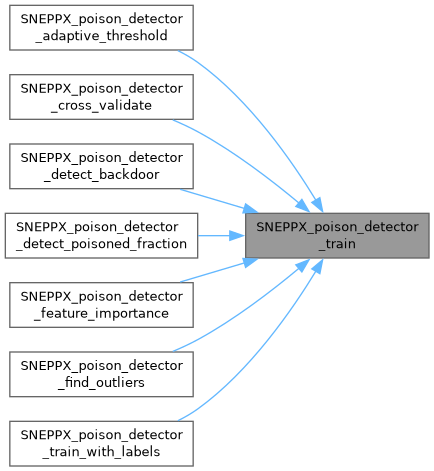 SNEPPX_poison_detector
_adaptive_threshold
SNEPPX_poison_detector
_cross_validate
SNEPPX_poison_detector
_detect_backdoor
SNEPPX_poison_detector
_detect_poisoned_fraction
SNEPPX_poison_detector
_train
SNEPPX_poison_detector
_feature_importance
SNEPPX_poison_detector
_find_outliers
SNEPPX_poison_detector
_train_with_labels